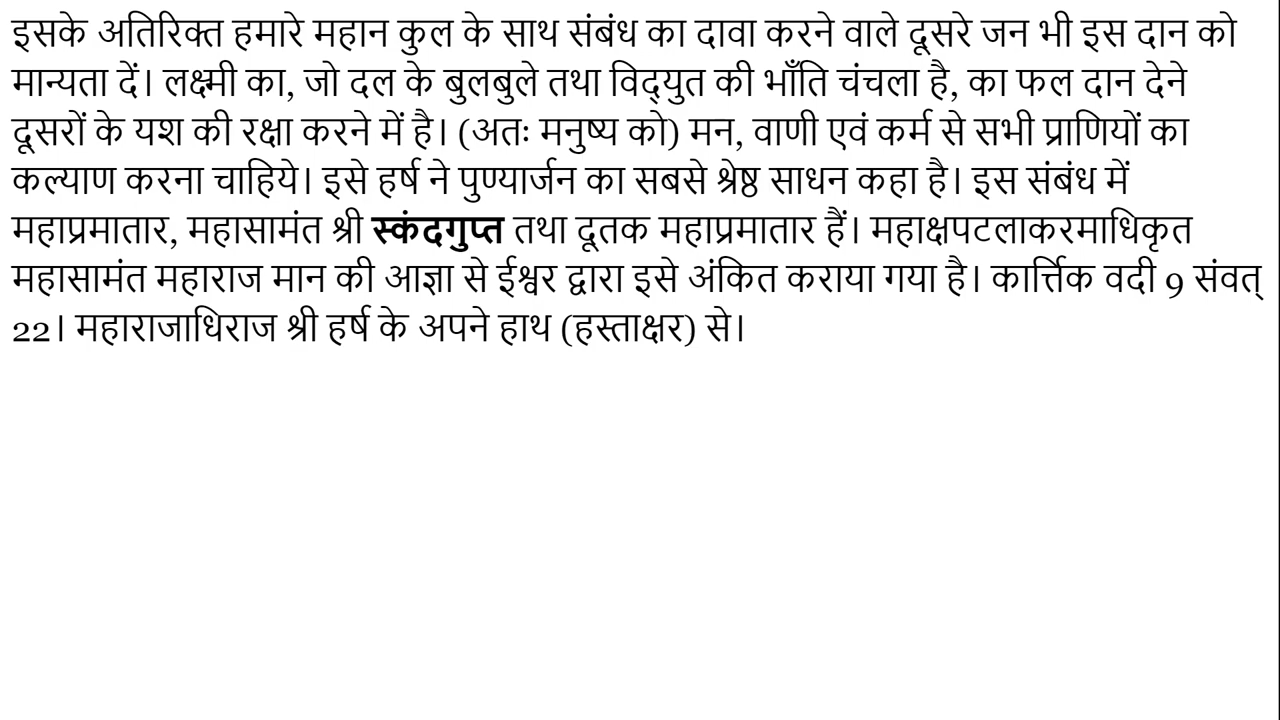 इसके अतिरिक्त हमारे महान कुल के साथ संबंध का दावा करने वाले दूसरे जन भी इस दान को
मान्यता दें। लक्ष्मी का, जो दल के बुलबुले तथा विद्युत की भाँति चंचला है, का फल दान देने
दूसरों के यश की रक्षा करने में है। (अतः मनुष्य को) मन, वाणी एवं कर्म से सभी प्राणियों का
कल्याण करना चाहिये। इसे हर्ष ने पुण्यार्जन का सबसे श्रेष्ठ साधन कहा है। इस संबंध में
महाप्रमातार, महासामंत श्री स्कंदगुप्त तथा दूतक महाप्रमातार हैं। महाक्षपटलाकरमाधिकृत
महासामंत महाराज मान की आज्ञा से ईश्वर द्वारा इसे अंकित कराया गया है। कार्त्तिक वदी 9 संवत्
22। महाराजाधिराज श्री हर्ष के अपने हाथ (हस्ताक्षर) से।